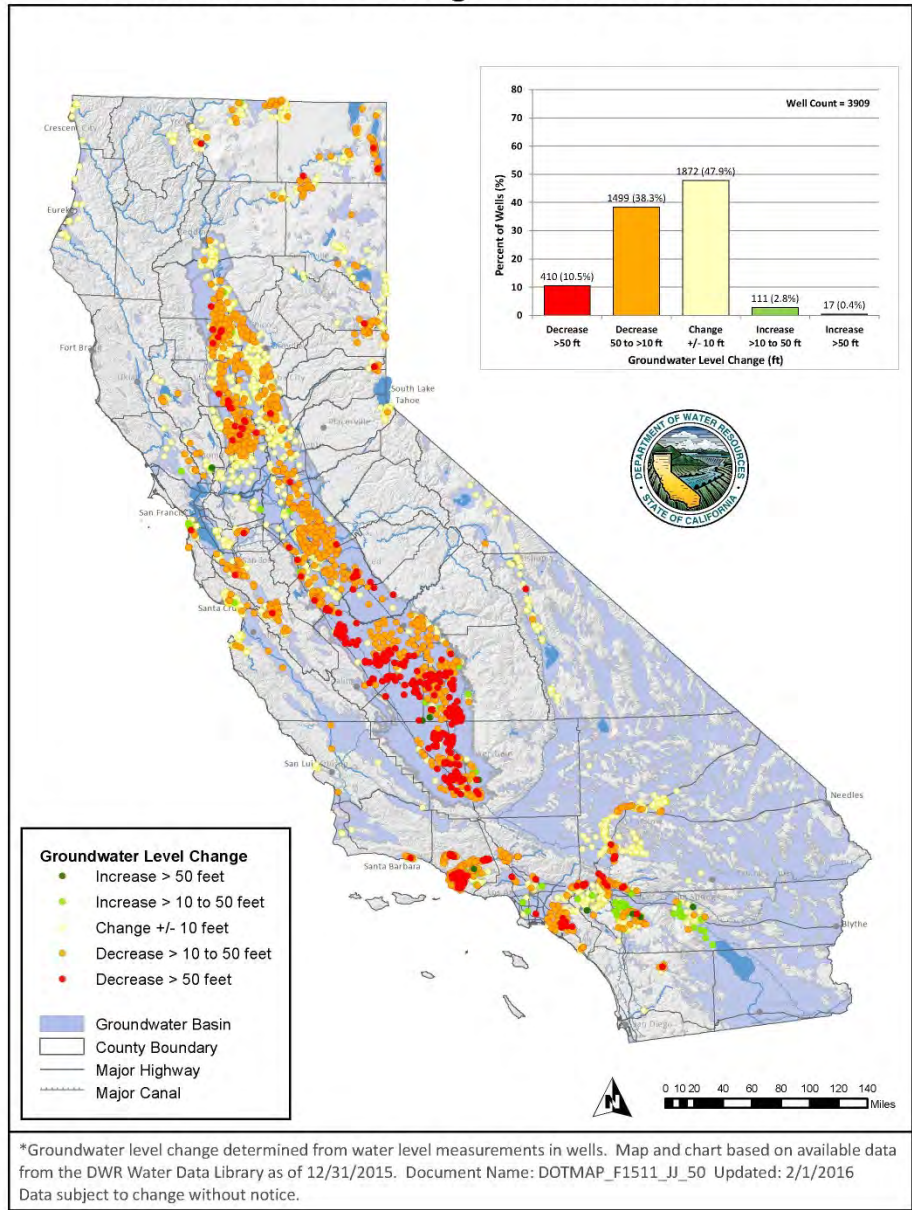 80
70
60
50
40
30
20
10
0
Percent of Wells (%)
Well Count = 3909
410 (10.5%)
1499 (38.3%)
1872 (47.9%)
111 (2.8%)
17 (0.4%)
Decrease
>50 ft
Decrease
50 to >10 ft
Change
+/- 10 ft
Increase
>10 to 50 ft
Increase
>50 ft
Groundwater Level Change (ft)
DEPARTMENT OF WATER RESOURCES
STATE OF CALIFORNIA
Crescent City
Eureka
Fort Bragg
South Lake
Tahoe
Placerville
San Franc
Santa Cru
San Lui
Santa Barbara
Needles
Blythe
San Diego
Groundwater Level Change
Increase > 50 feet
Increase > 10 to 50 feet
Change +/- 10 feet
Decrease > 10 to 50 feet
Decrease > 50 feet
Groundwater Basin
County Boundary
Major Highway
Major Canal
N
0 10 20 40 60 80 100 120 140
Miles
*Groundwater level change determined from water level measurements in wells. Map and chart based on available data
from the DWR Water Data Library as of 12/31/2015. Document Name: DOTMAP_F1511_JJ_50 Updated: 2/1/2016
Data subject to change without notice.